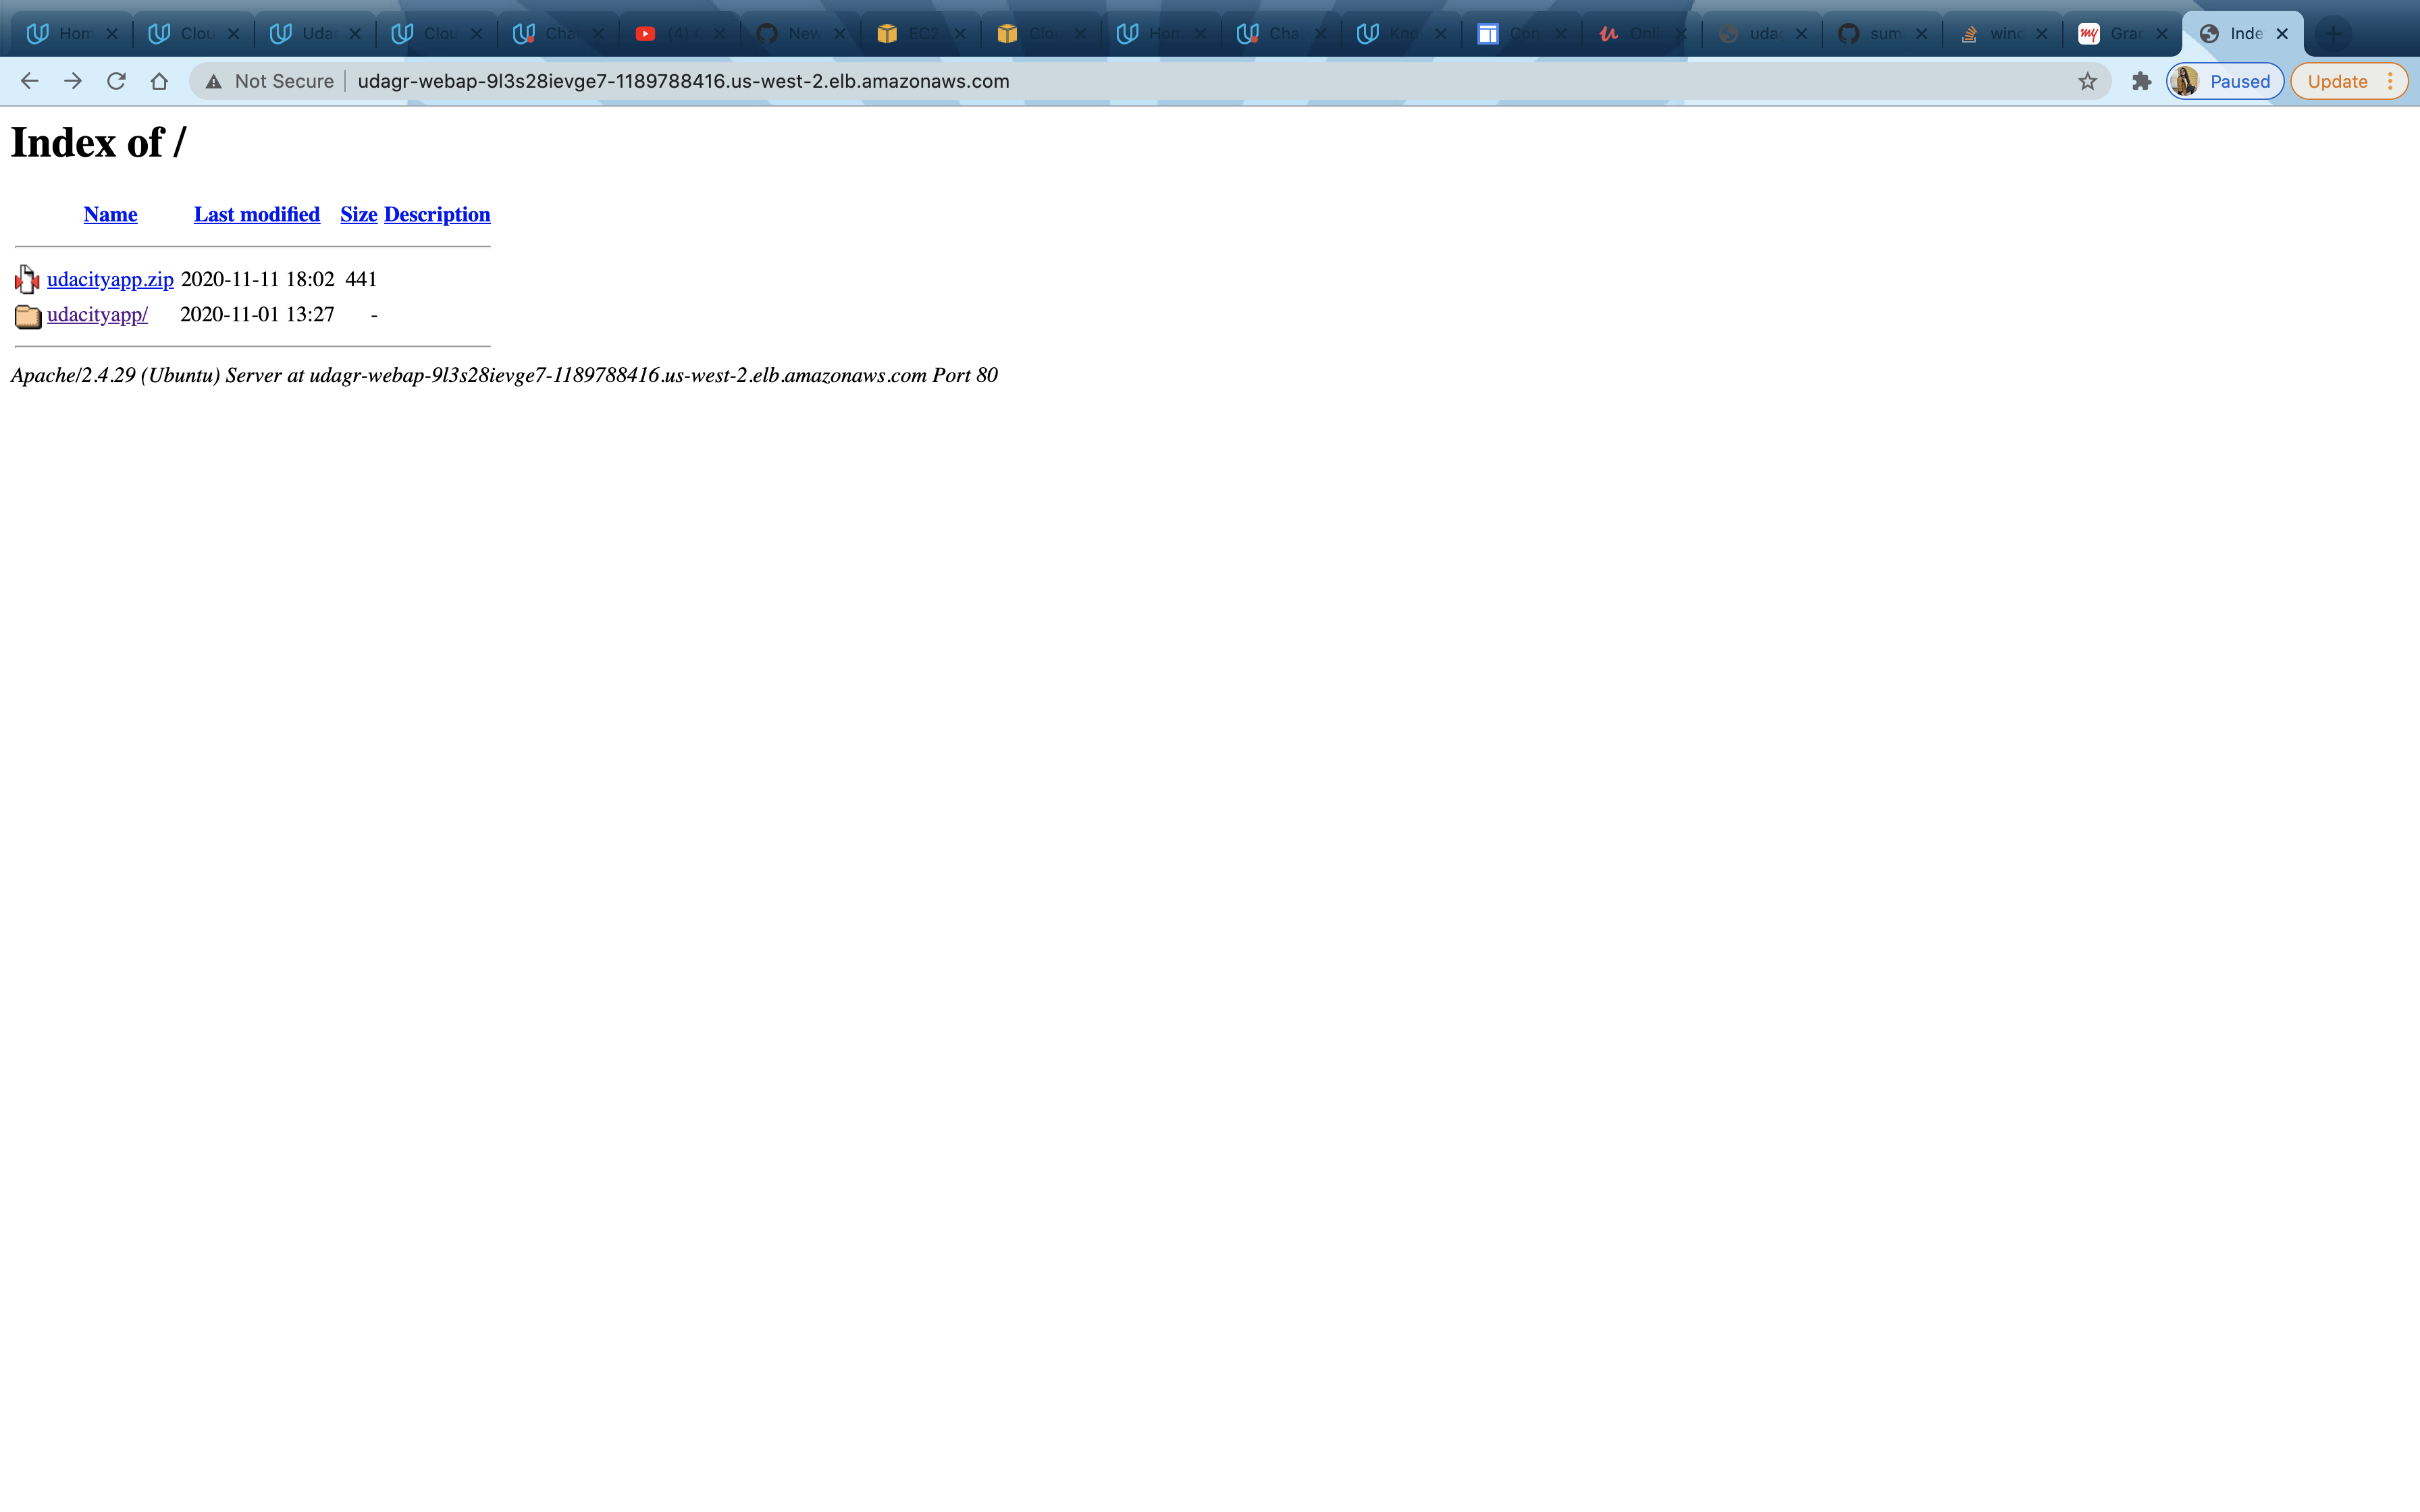 Hom Clou Uda Clou Cha (4) New EC2 Clou Hom Cha Kno Con Onli uda sum winc Gra Inde
Not Secure udagr-webap-9l3s28ievge7-1189788416.us-west-2.elb.amazonaws.com Paused Update
Index of /
Name Last modified Size Description
udacityapp.zip 2020-11-11 18:02 441
udacityapp/ 2020-11-01 13:27 -
Apache/2.4.29 (Ubuntu) Server at udagr-webap-9l3s28ievge7-1189788416.us-west-2.elb.amazonaws.com Port 80